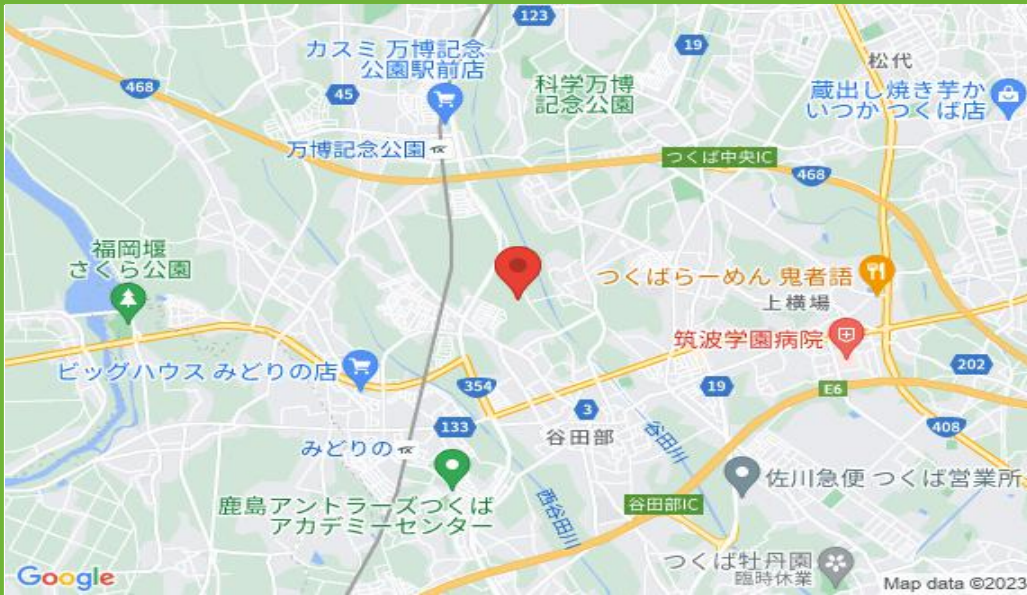 123
19
カスミ 万博記念
公園駅前店
468
45
科学万博
記念公園
松代
蔵出し焼き芋か
いつか つくば店
万博記念公園
TX
つくば中央IC
468
福岡堰
さくら公園
つくばらーめん 鬼者語
上横場
筑波学園病院
ビッグハウス みどりの店
354
19
202
E6
3
133
谷田部
谷田川
408
みどりの
TX
佐川急便 つくば営業所
鹿島アントラーズつくば
アカデミーセンター
西谷田川
谷田部IC
つくば牡丹園
臨時休業
Google
Map data ©2023